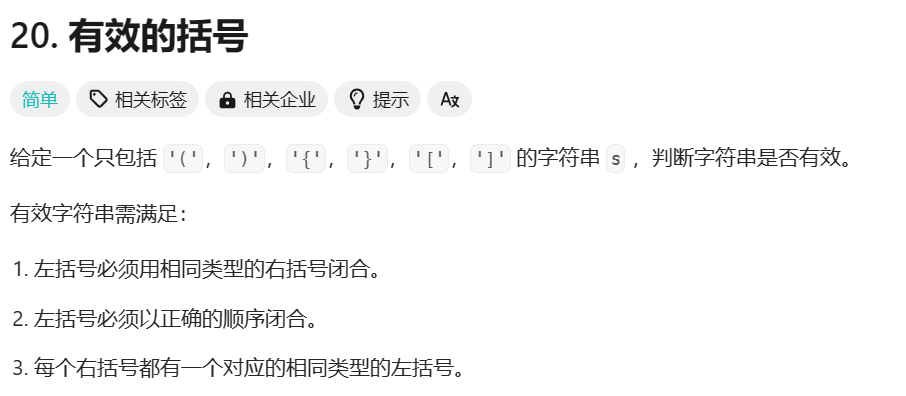 20. 有效的括号
简单 相关标签 相关企业 提示 Aあ
给定一个只包括 '(', ')', '{', '}', '[', ']' 的字符串 s ，判断字符串是否有效。
有效字符串需满足：
1. 左括号必须用相同类型的右括号闭合。
2. 左括号必须以正确的顺序闭合。
3. 每个右括号都有一个对应的相同类型的左括号。